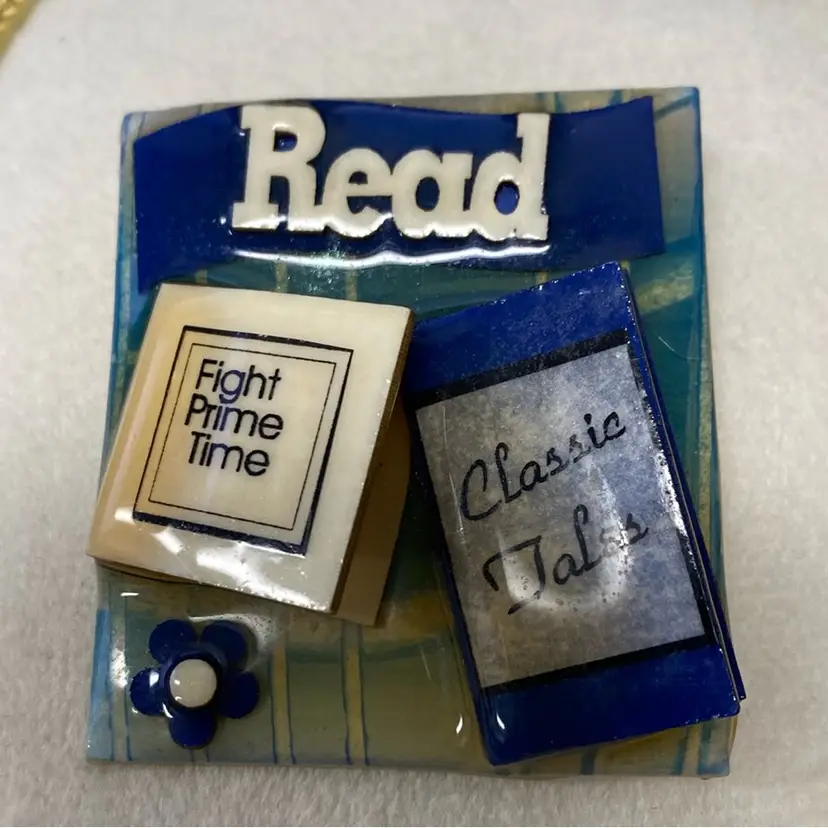 Read
Fight
Prime
Time
Classic
Tales